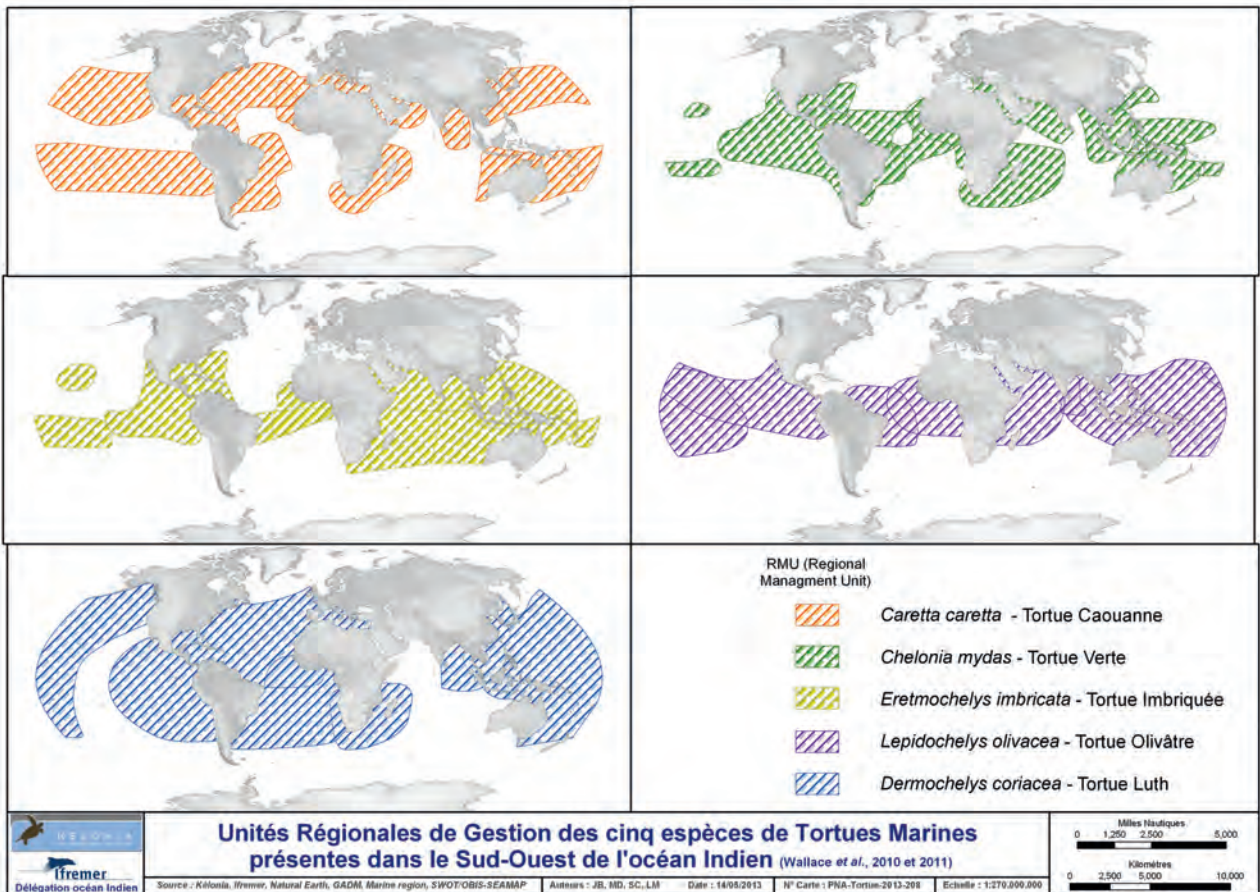 RMU (Regional
Managment Unit)
Caretta caretta - Tortue Caouanne
Chelonia mydas - Tortue Verte
Eretmochelys imbricata - Tortue Imbriquée
Lepidochelys olivacea - Tortue Olivâtre
Dermochelys coriacea - Tortue Luth
KELONIA
Ifremer
Délégation océan Indien
Unités Régionales de Gestion des cinq espèces de Tortues Marines
présentes dans le Sud-Ouest de l'océan Indien (Wallace et al., 2010 et 2011)
Source : Kélonia, Ifremer, Natural Earth, GADM, Marine region, SWOT/OBIS-SEAMAP
Auteurs : JB, MD, SC, LM
Date : 14/05/2013
N° Carte : PNA-Tortue-2013-208
Echelle : 1:270.000.000
Milles Nautiques
0 1,250 2,500 5,000
Kilomètres
0 2,500 5,000 10,000